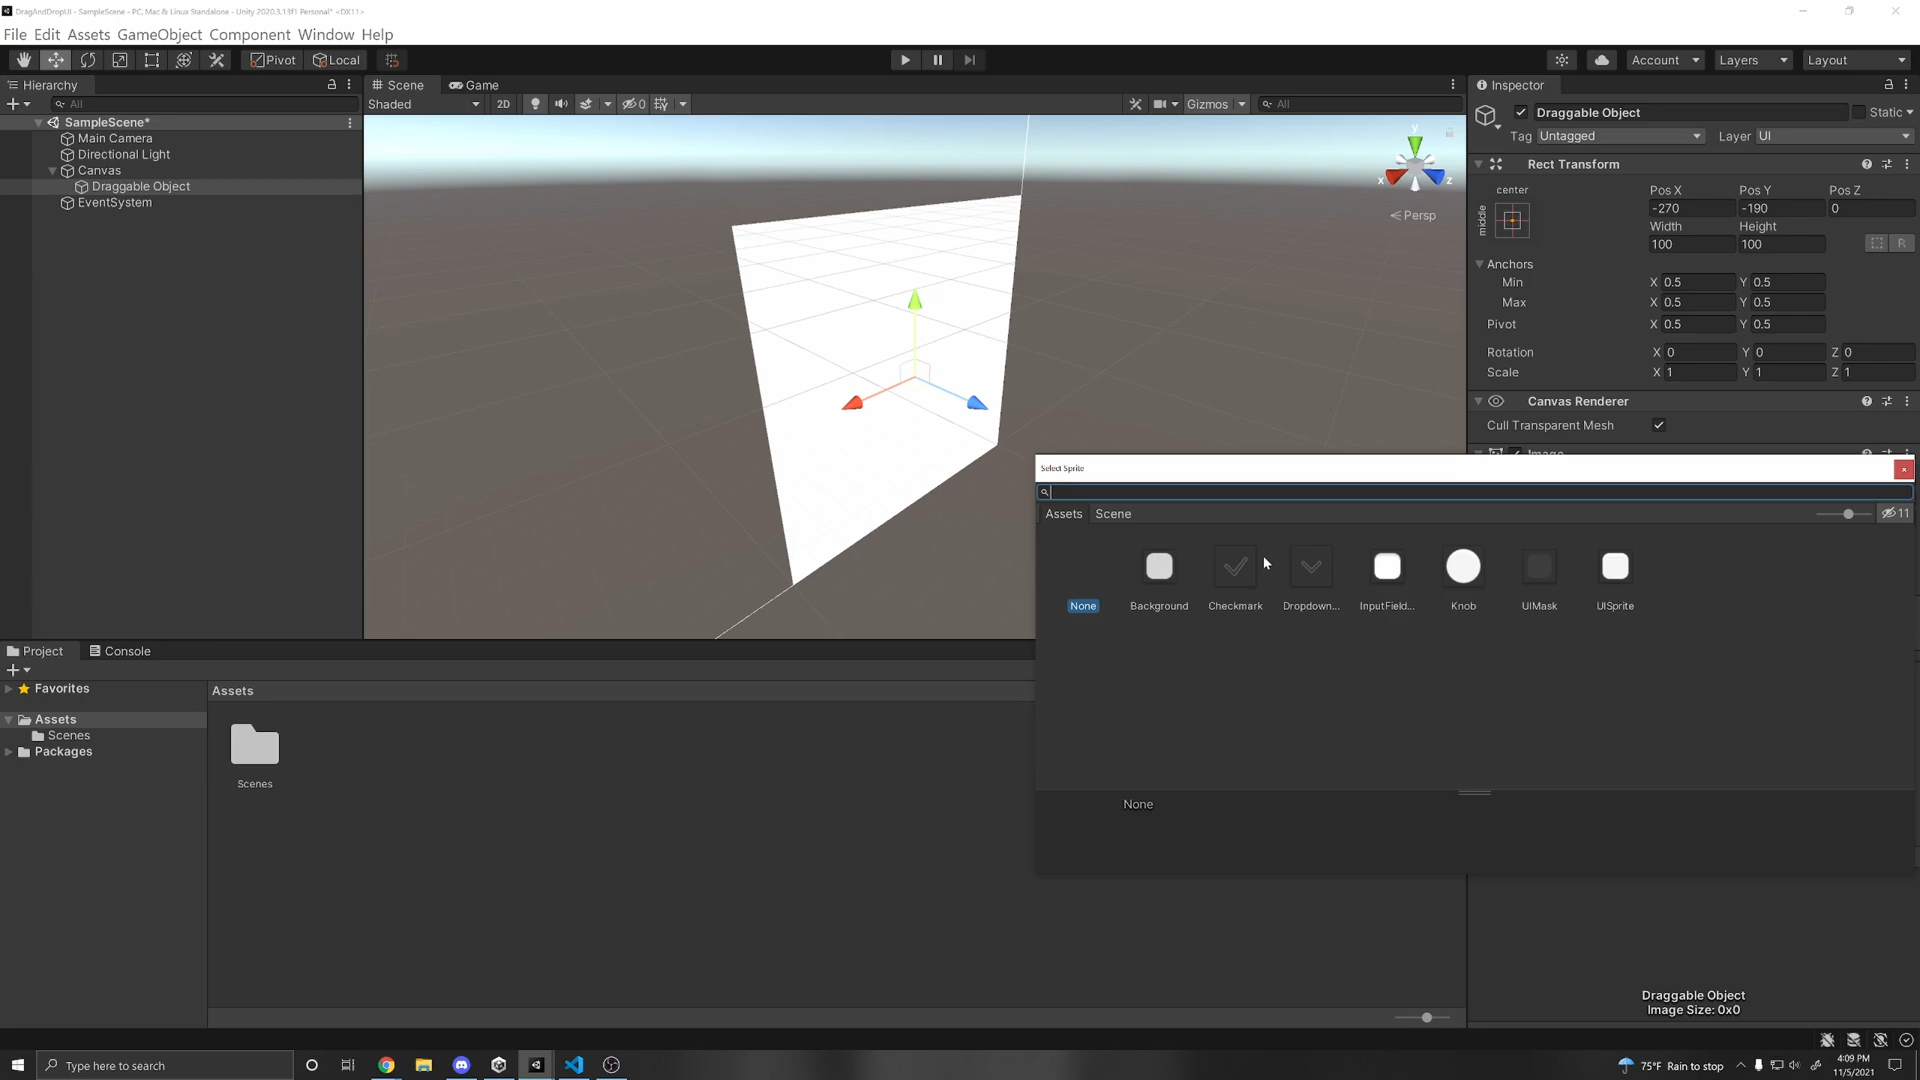 DragAndDropUI - SampleScene - PC, Mac & Linux Standalone - Unity 2020.3.13f1 Personal* <DX11>
File Edit Assets GameObject Component Window Help
Pivot Local
Account Layers Layout
Hierarchy
All
SampleScene*
Main Camera
Directional Light
Canvas
Draggable Object
EventSystem
Scene Game
Shaded 2D 0 Gizmos All
y
x z
Persp
Inspector
Draggable Object Static
Tag Untagged Layer UI
Rect Transform
center Pos X Pos Y Pos Z
middle -270 -190 0
Width Height
100 100 R
Anchors
Min X 0.5 Y 0.5
Max X 0.5 Y 0.5
Pivot X 0.5 Y 0.5
Rotation X 0 Y 0 Z 0
Scale X 1 Y 1 Z 1
Canvas Renderer
Cull Transparent Mesh
Image
Select Sprite
Assets Scene 11
None Background Checkmark Dropdown... InputField... Knob UIMask UISprite
None
Project Console
Favorites
Assets
Scenes
Packages
Assets
Scenes
Draggable Object
Image Size: 0x0
Type here to search
75°F Rain to stop
4:09 PM
11/5/2021